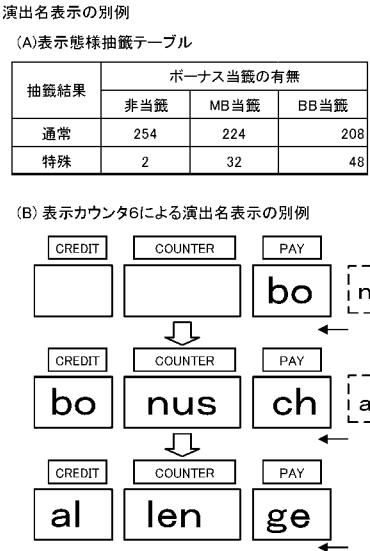 演出名表示の別例
(A)表示態様抽籤テーブル
抽籤結果 ボーナス当籤の有無
非当籤 MB当籤 BB当籤
通常 254 224 208
特殊 2 32 48
(B) 表示カウンタ6による演出名表示の別例
CREDIT COUNTER PAY
bo n
CREDIT COUNTER PAY
bo nus ch a
CREDIT COUNTER PAY
al len ge